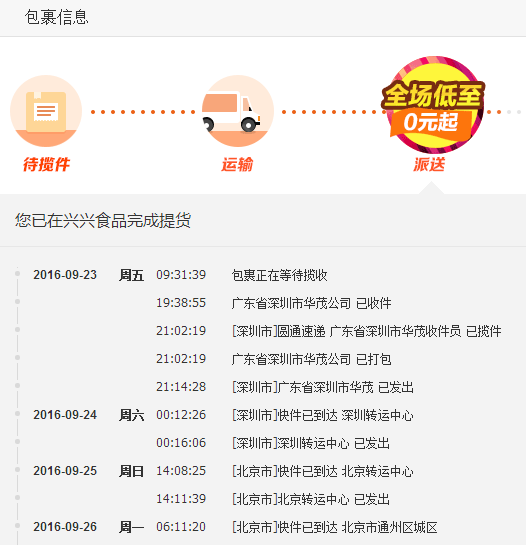 包裹信息
全场低至
0元起
待揽件
运输
派送
您已在兴兴食品完成提货
2016-09-23 周五 09:31:39 包裹正在等待揽收
19:38:55 广东省深圳市华茂公司 已收件
21:02:19 [深圳市]圆通速递 广东省深圳市华茂收件员 已揽件
21:02:19 广东省深圳市华茂公司 已打包
21:14:28 [深圳市]广东省深圳市华茂 已发出
2016-09-24 周六 00:12:26 [深圳市]快件已到达 深圳转运中心
00:16:06 [深圳市]深圳转运中心 已发出
2016-09-25 周日 14:08:25 [北京市]快件已到达 北京转运中心
14:11:39 [北京市]北京转运中心 已发出
2016-09-26 周一 06:11:20 [北京市]快件已到达 北京市通州区城区